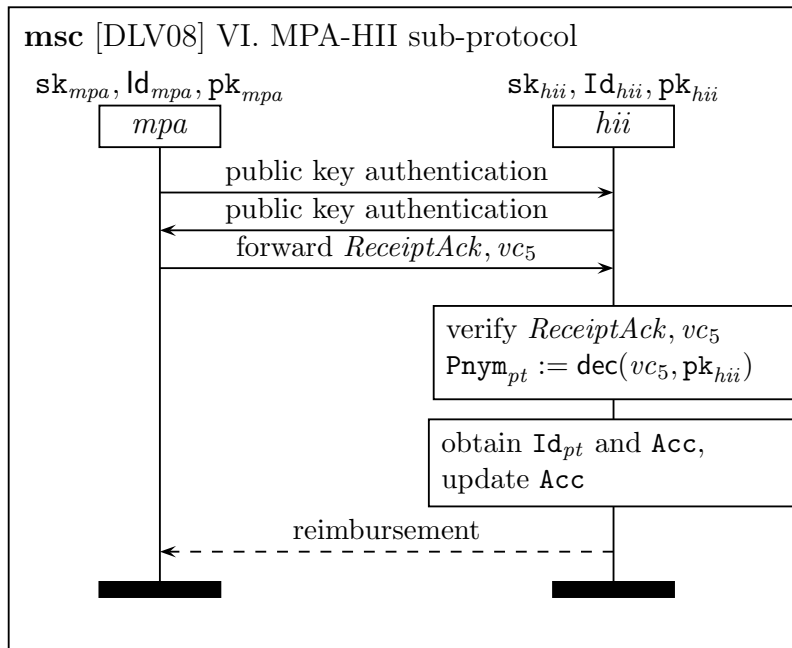 msc [DLV08] VI. MPA-HII sub-protocol
sk_mpa, Id_mpa, pk_mpa
sk_hii, Id_hii, pk_hii
mpa
hii
public key authentication
public key authentication
forward ReceiptAck, vc_5
verify ReceiptAck, vc_5
Pnym_pt := dec(vc_5, pk_hii)
obtain Id_pt and Acc,
update Acc
reimbursement